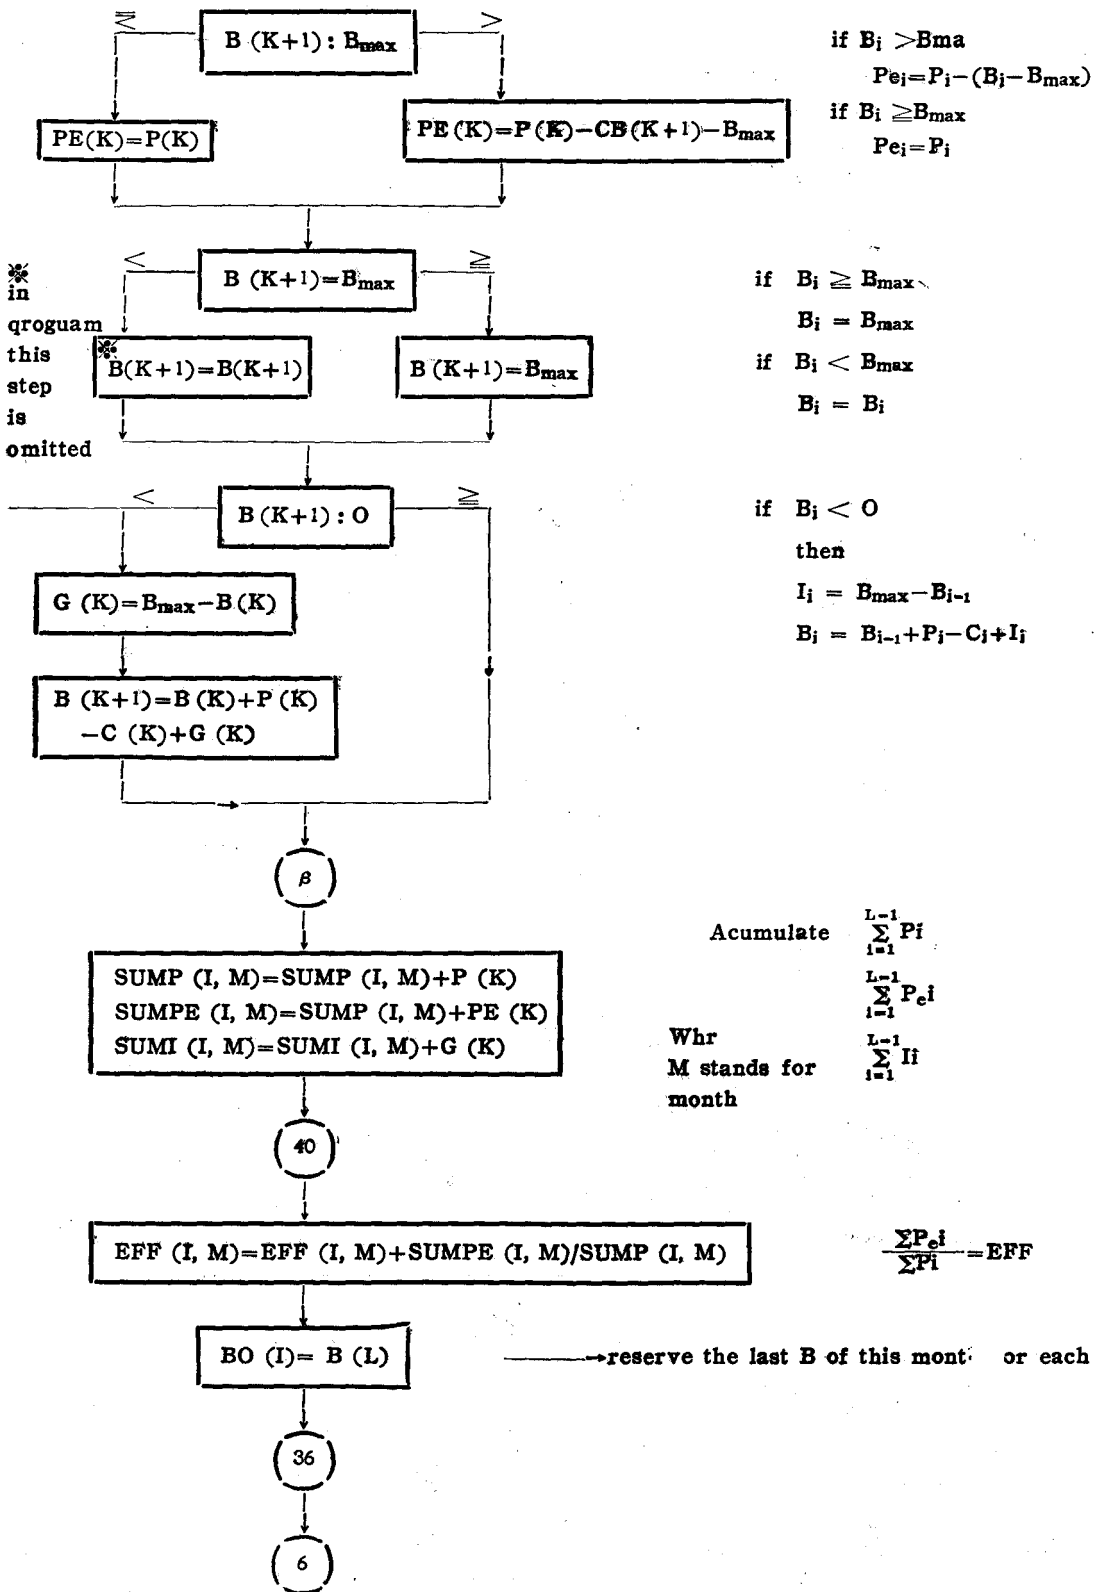 ≦ >
B (K+1) : Bmax
if Bi >Bma
Pei=Pi−(Bi−Bmax)
PE(K)=P(K)
PE (K)=P (K)−CB(K+1)−Bmax
if Bi ≧Bmax
Pei=Pi
< ≧
B (K+1)=Bmax
if Bi ≧ Bmax
Bi = Bmax
※
in
qroguam
this
step
is
omitted
※
B(K+1)=B(K+1)
B (K+1)=Bmax
if Bi < Bmax
Bi = Bi
< ≧
B (K+1) : O
if Bi < O
then
Ii = Bmax−Bi-1
Bi = Bi-1+Pi−Ci+Ii
G (K)=Bmax−B (K)
B (K+1)=B (K)+P (K)
−C (K)+G (K)
β
Acumulate L-1 Σ i=1 Pi
L-1 Σ i=1 Pei
L-1 Σ i=1 Ii
SUMP (I, M)=SUMP (I, M)+P (K)
SUMPE (I, M)=SUMP (I, M)+PE (K)
SUMI (I, M)=SUMI (I, M)+G (K)
Whr
M stands for
month
40
EFF (I, M)=EFF (I, M)+SUMPE (I, M)/SUMP (I, M)
ΣPei
ΣPi =EFF
BO (I)= B (L)
→reserve the last B of this mont or each
36
6